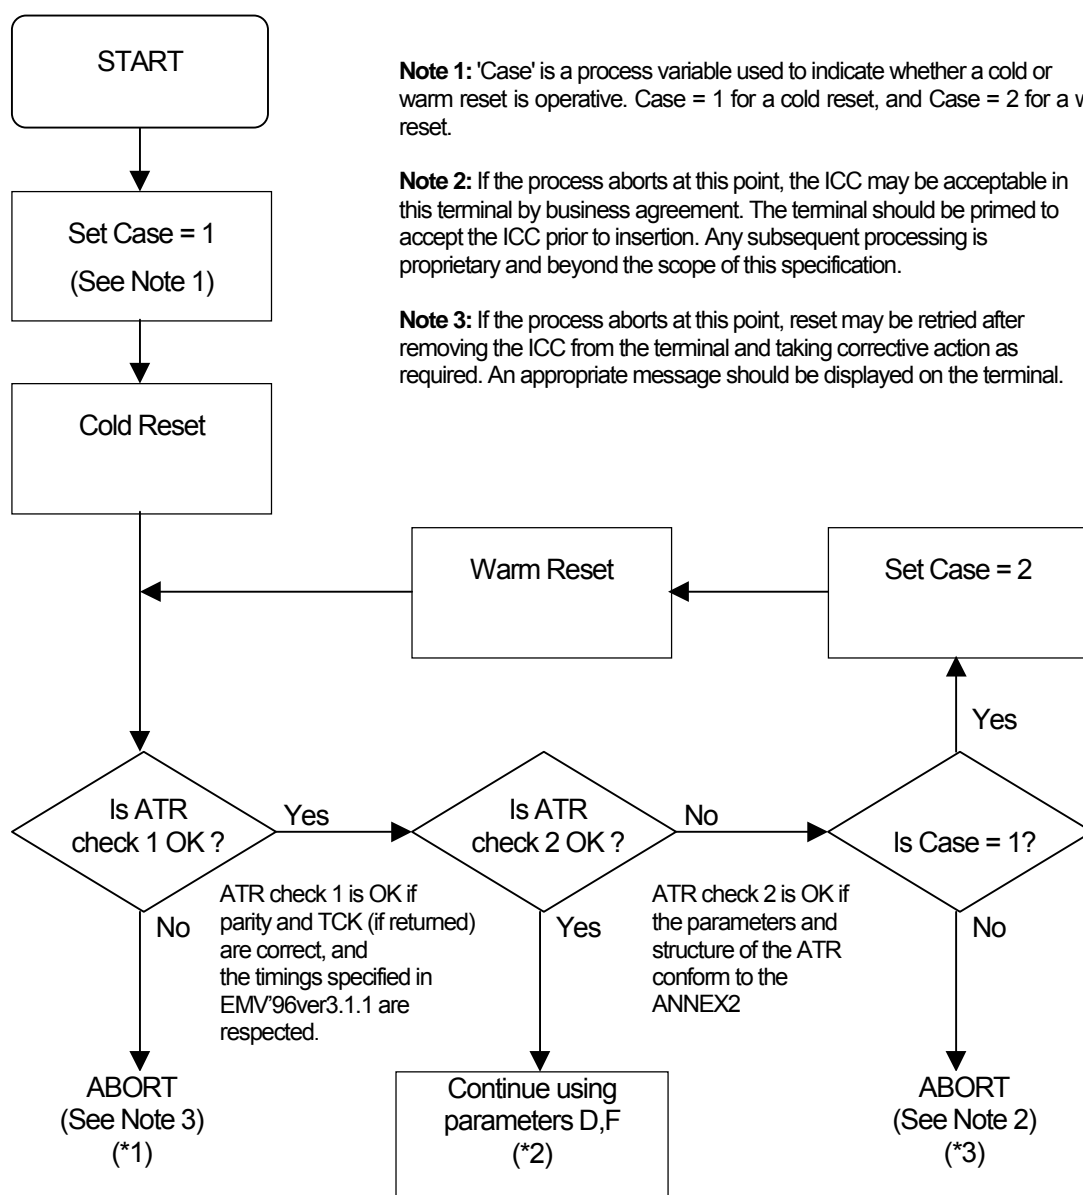 START
Note 1: 'Case' is a process variable used to indicate whether a cold or
warm reset is operative. Case = 1 for a cold reset, and Case = 2 for a
reset.
Set Case = 1
(See Note 1)
Note 2: If the process aborts at this point, the ICC may be acceptable in
this terminal by business agreement. The terminal should be primed to
accept the ICC prior to insertion. Any subsequent processing is
proprietary and beyond the scope of this specification.
Note 3: If the process aborts at this point, reset may be retried after
removing the ICC from the terminal and taking corrective action as
required. An appropriate message should be displayed on the terminal.
Cold Reset
Warm Reset
Set Case = 2
Yes
Is ATR
check 1 OK ?
Yes
Is ATR
check 2 OK ?
No
Is Case = 1?
No
ATR check 1 is OK if
parity and TCK (if returned)
are correct, and
the timings specified in
EMV'96ver3.1.1 are
respected.
Yes
ATR check 2 is OK if
the parameters and
structure of the ATR
conform to the
ANNEX2
No
ABORT
(See Note 3)
(*1)
Continue using
parameters D,F
(*2)
ABORT
(See Note 2)
(*3)